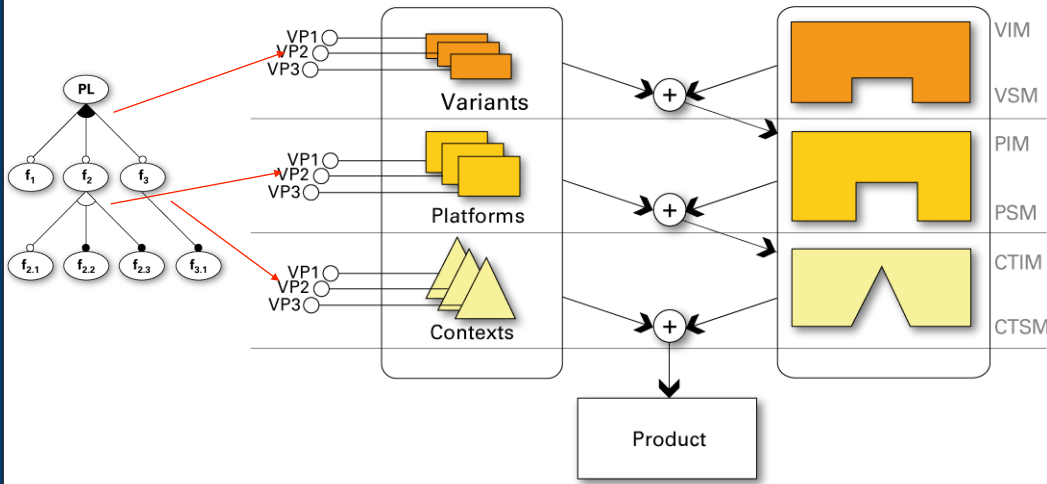 PL
f1
f2
f3
f2.1
f2.2
f2.3
f3.1
VP1
VP2
VP3
Variants
VP1
VP2
VP3
Platforms
VP1
VP2
VP3
Contexts
+
+
+
Product
VIM
VSM
PIM
PSM
CTIM
CTSM